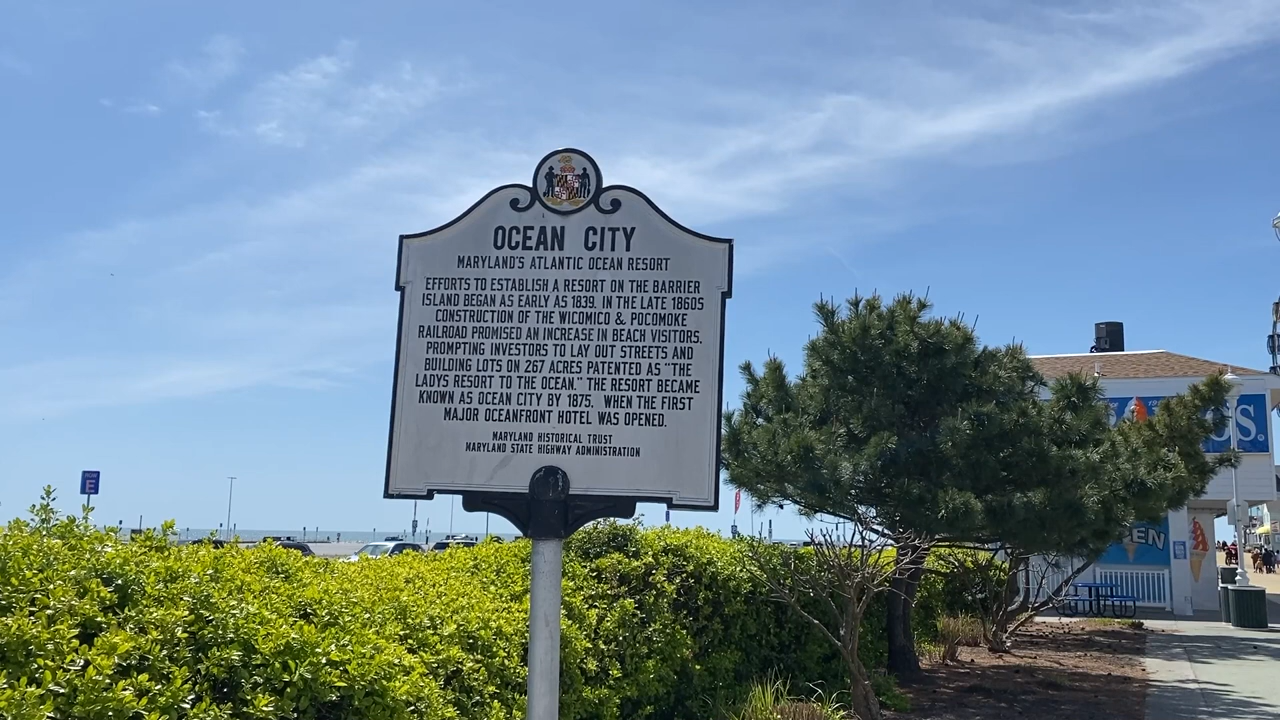 OCEAN CITY
MARYLAND'S ATLANTIC OCEAN RESORT
EFFORTS TO ESTABLISH A RESORT ON THE BARRIER
ISLAND BEGAN AS EARLY AS 1839. IN THE LATE 1860S
CONSTRUCTION OF THE WICOMICO & POCOMOKE
RAILROAD PROMISED AN INCREASE IN BEACH VISITORS,
PROMPTING INVESTORS TO LAY OUT STREETS AND
BUILDING LOTS ON 267 ACRES PATENTED AS "THE
LADYS RESORT TO THE OCEAN." THE RESORT BECAME
KNOWN AS OCEAN CITY BY 1875, WHEN THE FIRST
MAJOR OCEANFRONT HOTEL WAS OPENED.
MARYLAND HISTORICAL TRUST
MARYLAND STATE HIGHWAY ADMINISTRATION
E